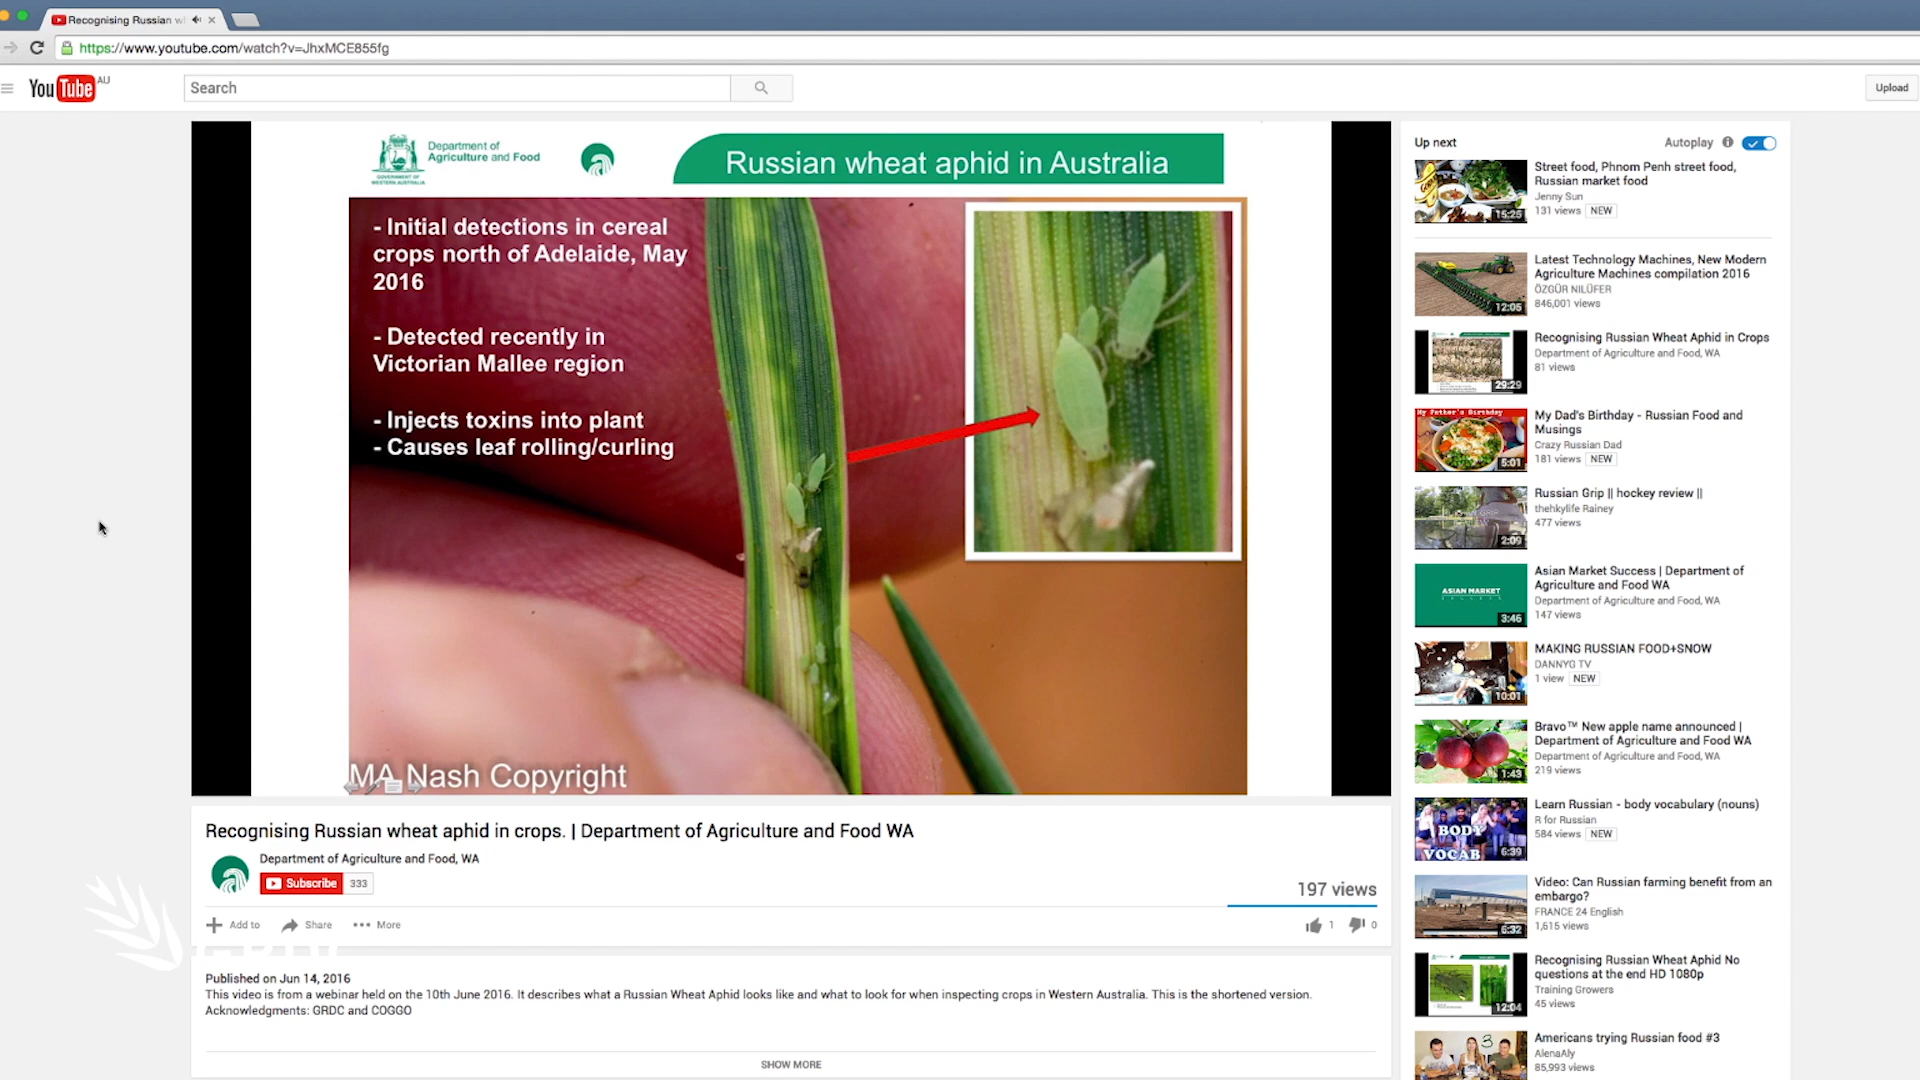 Recognising Russian w
https://www.youtube.com/watch?v=JhxMCE855fg
YouTube AU
Search
Upload
Department of
Agriculture and Food
GOVERNMENT OF
WESTERN AUSTRALIA
Russian wheat aphid in Australia
- Initial detections in cereal
crops north of Adelaide, May
2016
- Detected recently in
Victorian Mallee region
- Injects toxins into plant
- Causes leaf rolling/curling
MA Nash Copyright
Recognising Russian wheat aphid in crops. | Department of Agriculture and Food WA
Department of Agriculture and Food, WA
Subscribe 333
197 views
Add to Share More
1 0
Published on Jun 14, 2016
This video is from a webinar held on the 10th June 2016. It describes what a Russian Wheat Aphid looks like and what to look for when inspecting crops in Western Australia. This is the shortened version.
Acknowledgments: GRDC and COGGO
SHOW MORE
Up next
Autoplay
15:25
Street food, Phnom Penh street food,
Russian market food
Jenny Sun
131 views NEW
12:05
Latest Technology Machines, New Modern
Agriculture Machines compilation 2016
ÖZGÜR NILÜFER
846,001 views
29:29
Recognising Russian Wheat Aphid in Crops
Department of Agriculture and Food, WA
81 views
My Father's Birthday
5:01
My Dad's Birthday - Russian Food and
Musings
Crazy Russian Dad
181 views NEW
2:09
Russian Grip || hockey review ||
thehkylife Rainey
477 views
ASIAN MARKET
SUCCESS
3:46
Asian Market Success | Department of
Agriculture and Food WA
Department of Agriculture and Food, WA
147 views
10:01
MAKING RUSSIAN FOOD+SNOW
DANNYG TV
1 view NEW
1:43
Bravo™ New apple name announced |
Department of Agriculture and Food WA
Department of Agriculture and Food, WA
219 views
BODY
VOCAB
6:39
Learn Russian - body vocabulary (nouns)
R for Russian
584 views NEW
6:32
Video: Can Russian farming benefit from an
embargo?
FRANCE 24 English
1,615 views
12:04
Recognising Russian Wheat Aphid No
questions at the end HD 1080p
Training Growers
45 views
3
Americans trying Russian food #3
AlenaAly
85,993 views